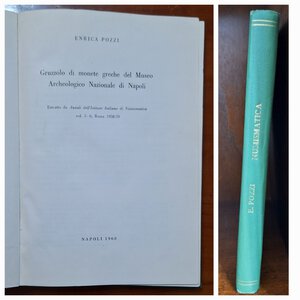 ENRICA POZZI
Gruzzolo di monete greche del Museo
Archeologico Nazionale di Napoli
Estratto da Annali dell'Istituto Italiano di Numismatica
vol. 5-6, Roma 1958/59
NAPOLI 1960
E. POZZI NUMISMATICA